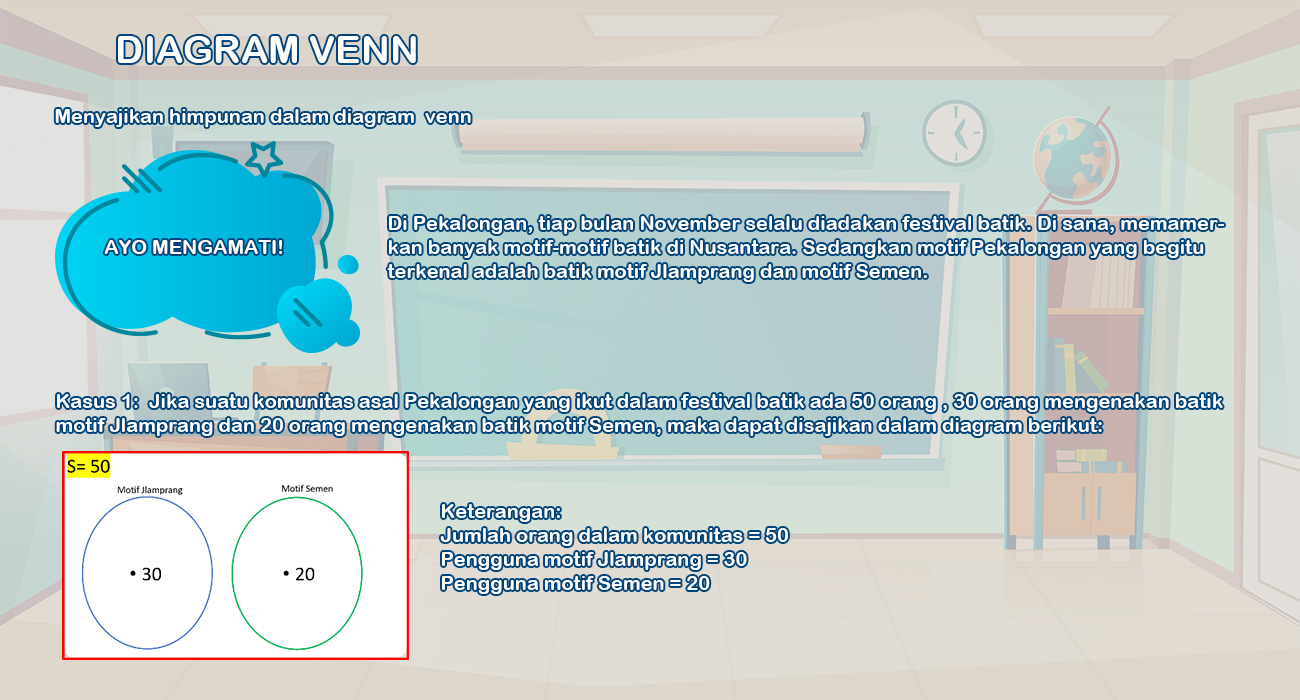 DIAGRAM VENN
Menyajikan himpunan dalam diagram venn
AYO MENGAMATI!
Di Pekalongan, tiap bulan November selalu diadakan festival batik. Di sana, memamer-
kan banyak motif-motif batik di Nusantara. Sedangkan motif Pekalongan yang begitu
terkenal adalah batik motif Jlamprang dan motif Semen.
Kasus 1: Jika suatu komunitas asal Pekalongan yang ikut dalam festival batik ada 50 orang , 30 orang mengenakan batik
motif Jlamprang dan 20 orang mengenakan batik motif Semen, maka dapat disajikan dalam diagram berikut:
S= 50
Motif Jlamprang
Motif Semen
• 30
• 20
Keterangan:
Jumlah orang dalam komunitas = 50
Pengguna motif Jlamprang = 30
Pengguna motif Semen = 20